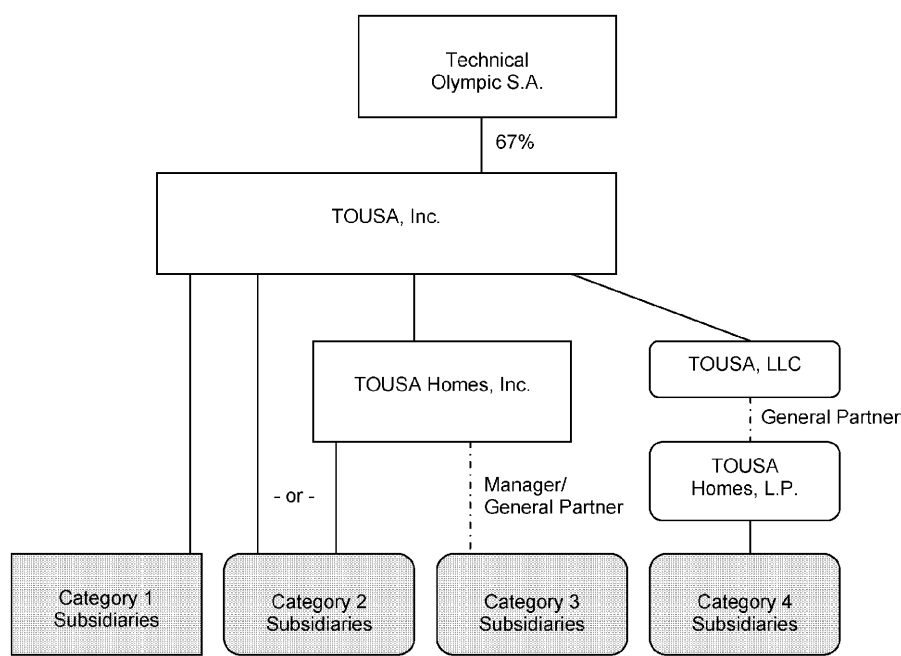 Technical
Olympic S.A.
67%
TOUSA, Inc.
TOUSA Homes, Inc.
TOUSA, LLC
General Partner
TOUSA
Homes, L.P.
- or -
Manager/
General Partner
Category 1
Subsidiaries
Category 2
Subsidiaries
Category 3
Subsidiaries
Category 4
Subsidiaries